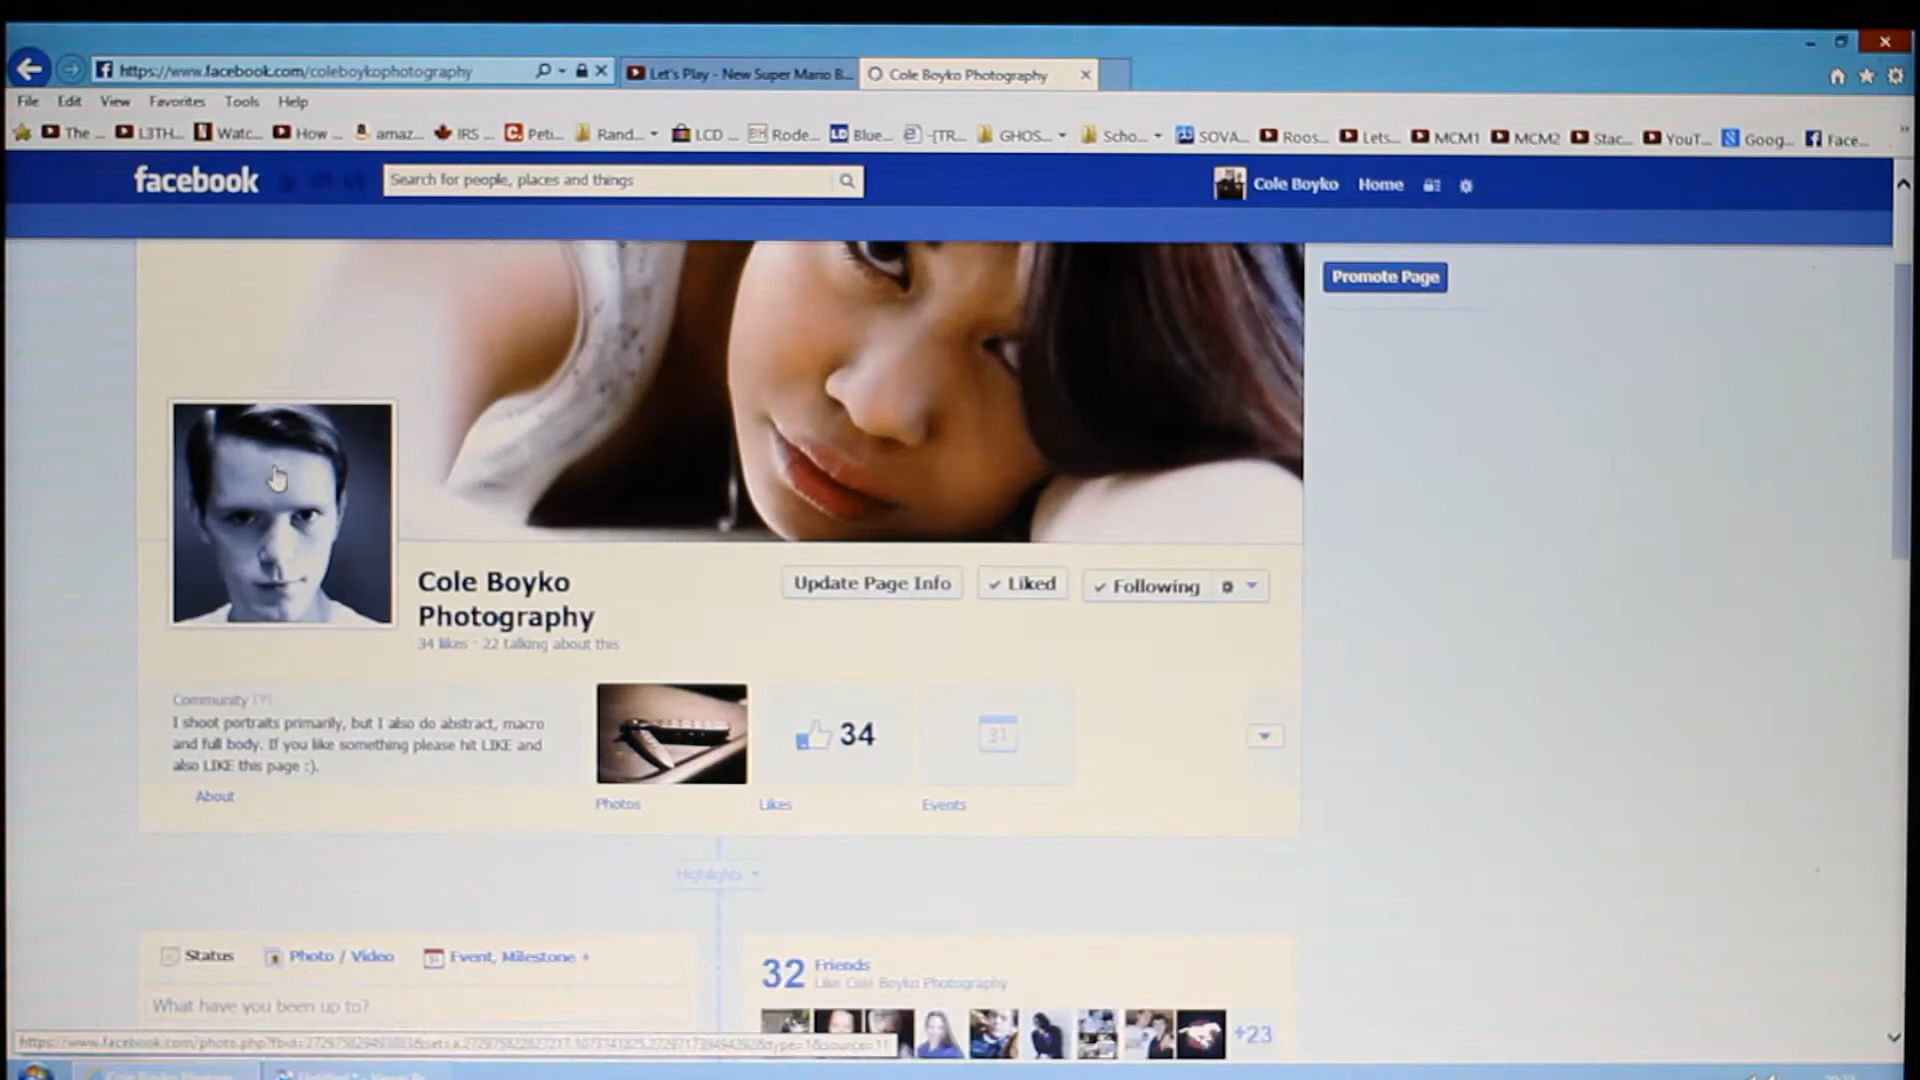 https://www.facebook.com/coleboykophotography
Let's Play - New Super Mario B...
Cole Boyko Photography
File Edit View Favorites Tools Help
The ... L3TH... Watc... How ... amaz... IRS ... Peti... Rand... LCD ... Rode... Blue... -[TR... GHOS... Scho... SOVA... Roos... Lets... MCM1 MCM2 Stac... YouT... Goog... Face...
facebook
Search for people, places and things
Cole Boyko Home
Promote Page
Cole Boyko
Photography
34 likes · 22 talking about this
Update Page Info
✓ Liked
✓ Following
Community (?)
I shoot portraits primarily, but I also do abstract, macro
and full body. If you like something please hit LIKE and
also LIKE this page :).
About
34
31
Photos
Likes
Events
Highlights
Status Photo / Video Event, Milestone +
What have you been up to?
32 Friends
Like Cole Boyko Photography
+23